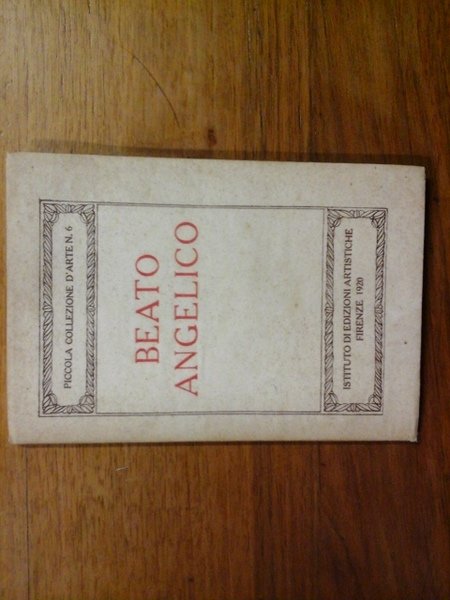 PICCOLA COLLEZIONE D'ARTE N. 6
BEATO
ANGELICO
ISTITUTO DI EDIZIONI ARTISTICHE
FIRENZE 1920